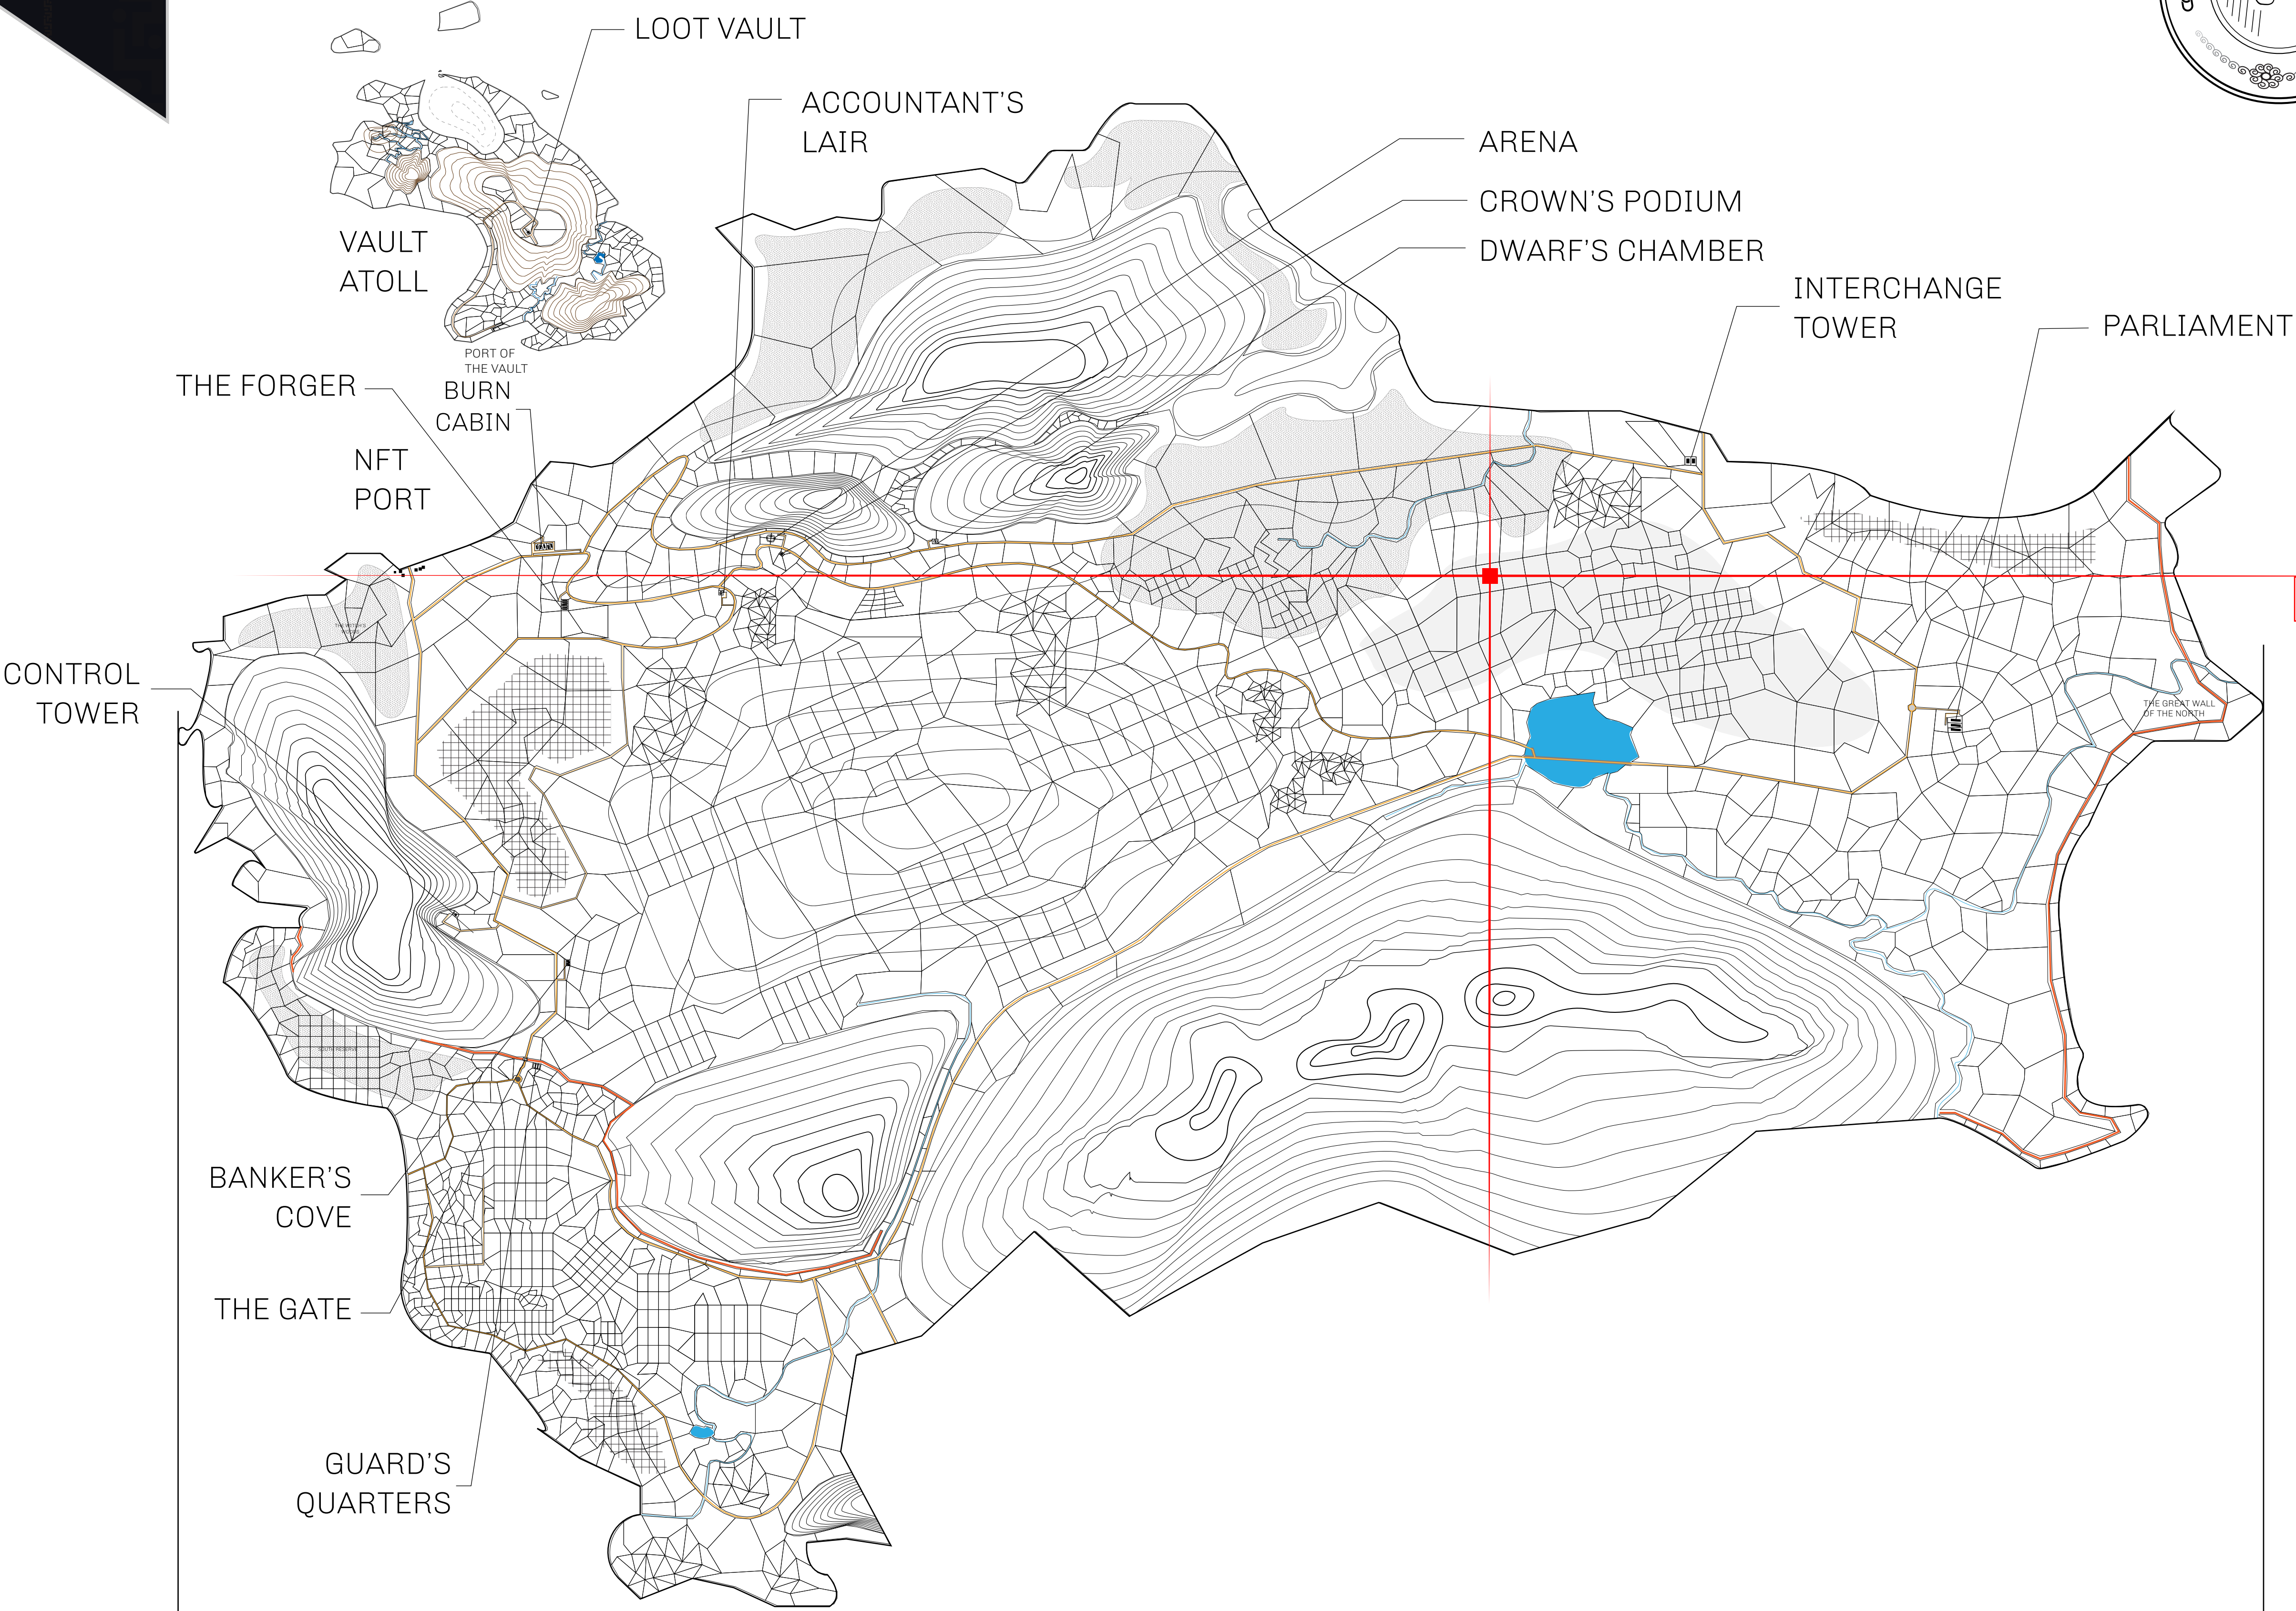 LOOT VAULT
ACCOUNTANT'S
LAIR
ARENA
CROWN'S PODIUM
DWARF'S CHAMBER
INTERCHANGE
TOWER
PARLIAMENT
VAULT
ATOLL
PORT OF
THE VAULT
THE FORGER
BURN
CABIN
NFT
PORT
CONTROL
TOWER
THE GREAT WALL
OF THE NORTH
SOUTH RESERVE
BANKER'S
COVE
THE GATE
GUARD'S
QUARTERS